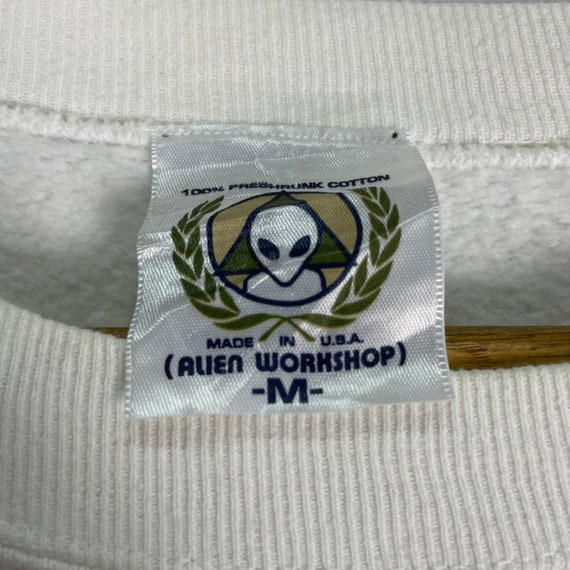 100% PRESHRUNK COTTON
MADE IN U.S.A.
(ALIEN WORKSHOP)
-M-